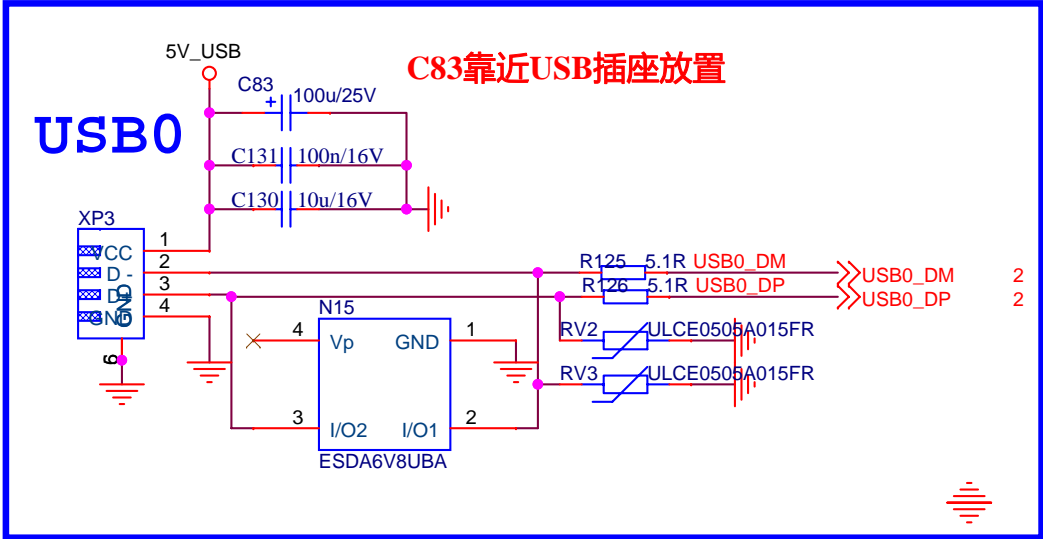 5V_USB
C83靠近USB插座放置
C83
+
100u/25V
USB0
C131
100n/16V
C130
10u/16V
XP3
1
VCC
2
D -
3
D+
4
GND
GND
6
R125
5.1R
USB0_DM
USB0_DM
2
R126
5.1R
USB0_DP
USB0_DP
2
N15
4
Vp
GND
1
3
I/O2
I/O1
2
ESDA6V8UBA
RV2
ULCE0505A015FR
RV3
ULCE0505A015FR